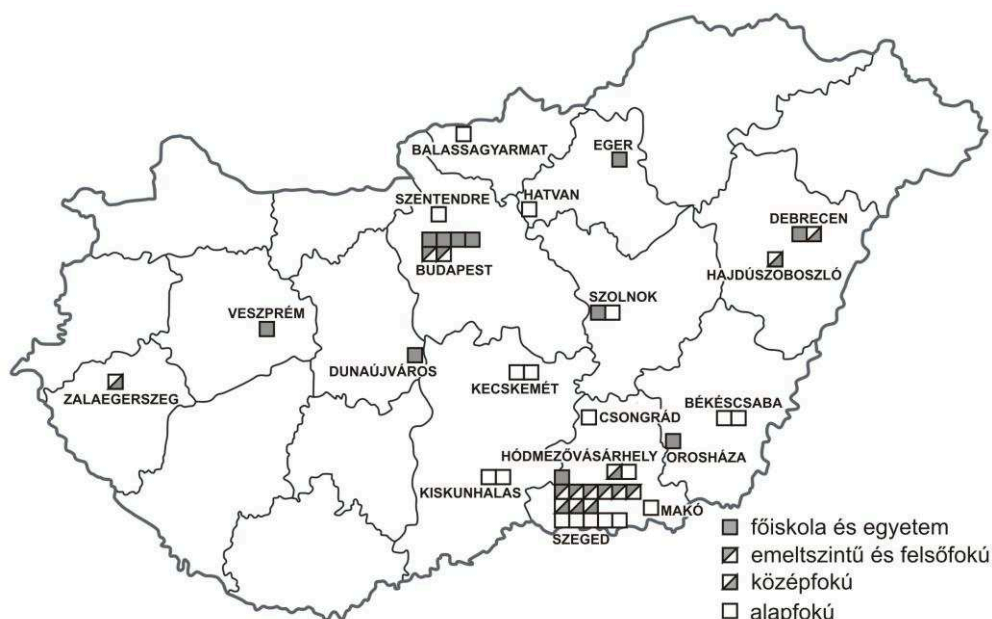 BALASSAGYARMAT
EGER
SZENTENDRE
HATVAN
DEBRECEN
BUDAPEST
HAJDÚSZOBOSZLÓ
SZOLNOK
VESZPRÉM
DUNAÚJVÁROS
KECSKEMÉT
ZALAEGERSZEG
CSONGRÁD
BÉKÉSCSABA
HÓDMEZŐVÁSÁRHELY
OROSHÁZA
KISKUNHALAS
MAKÓ
SZEGED
főiskola és egyetem
emeltszintű és felsőfokú
középfokú
alapfokú